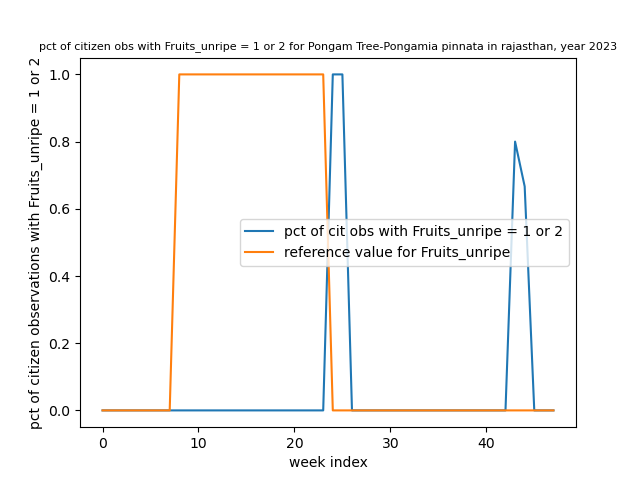 pct of citizen obs with Fruits_unripe = 1 or 2 for Pongam Tree-Pongamia pinnata in rajasthan, year 2023
pct of citizen observations with Fruits_unripe = 1 or 2
1.0
0.8
0.6
0.4
0.2
0.0
pct of cit obs with Fruits_unripe = 1 or 2
reference value for Fruits_unripe
0 10 20 30 40
week index